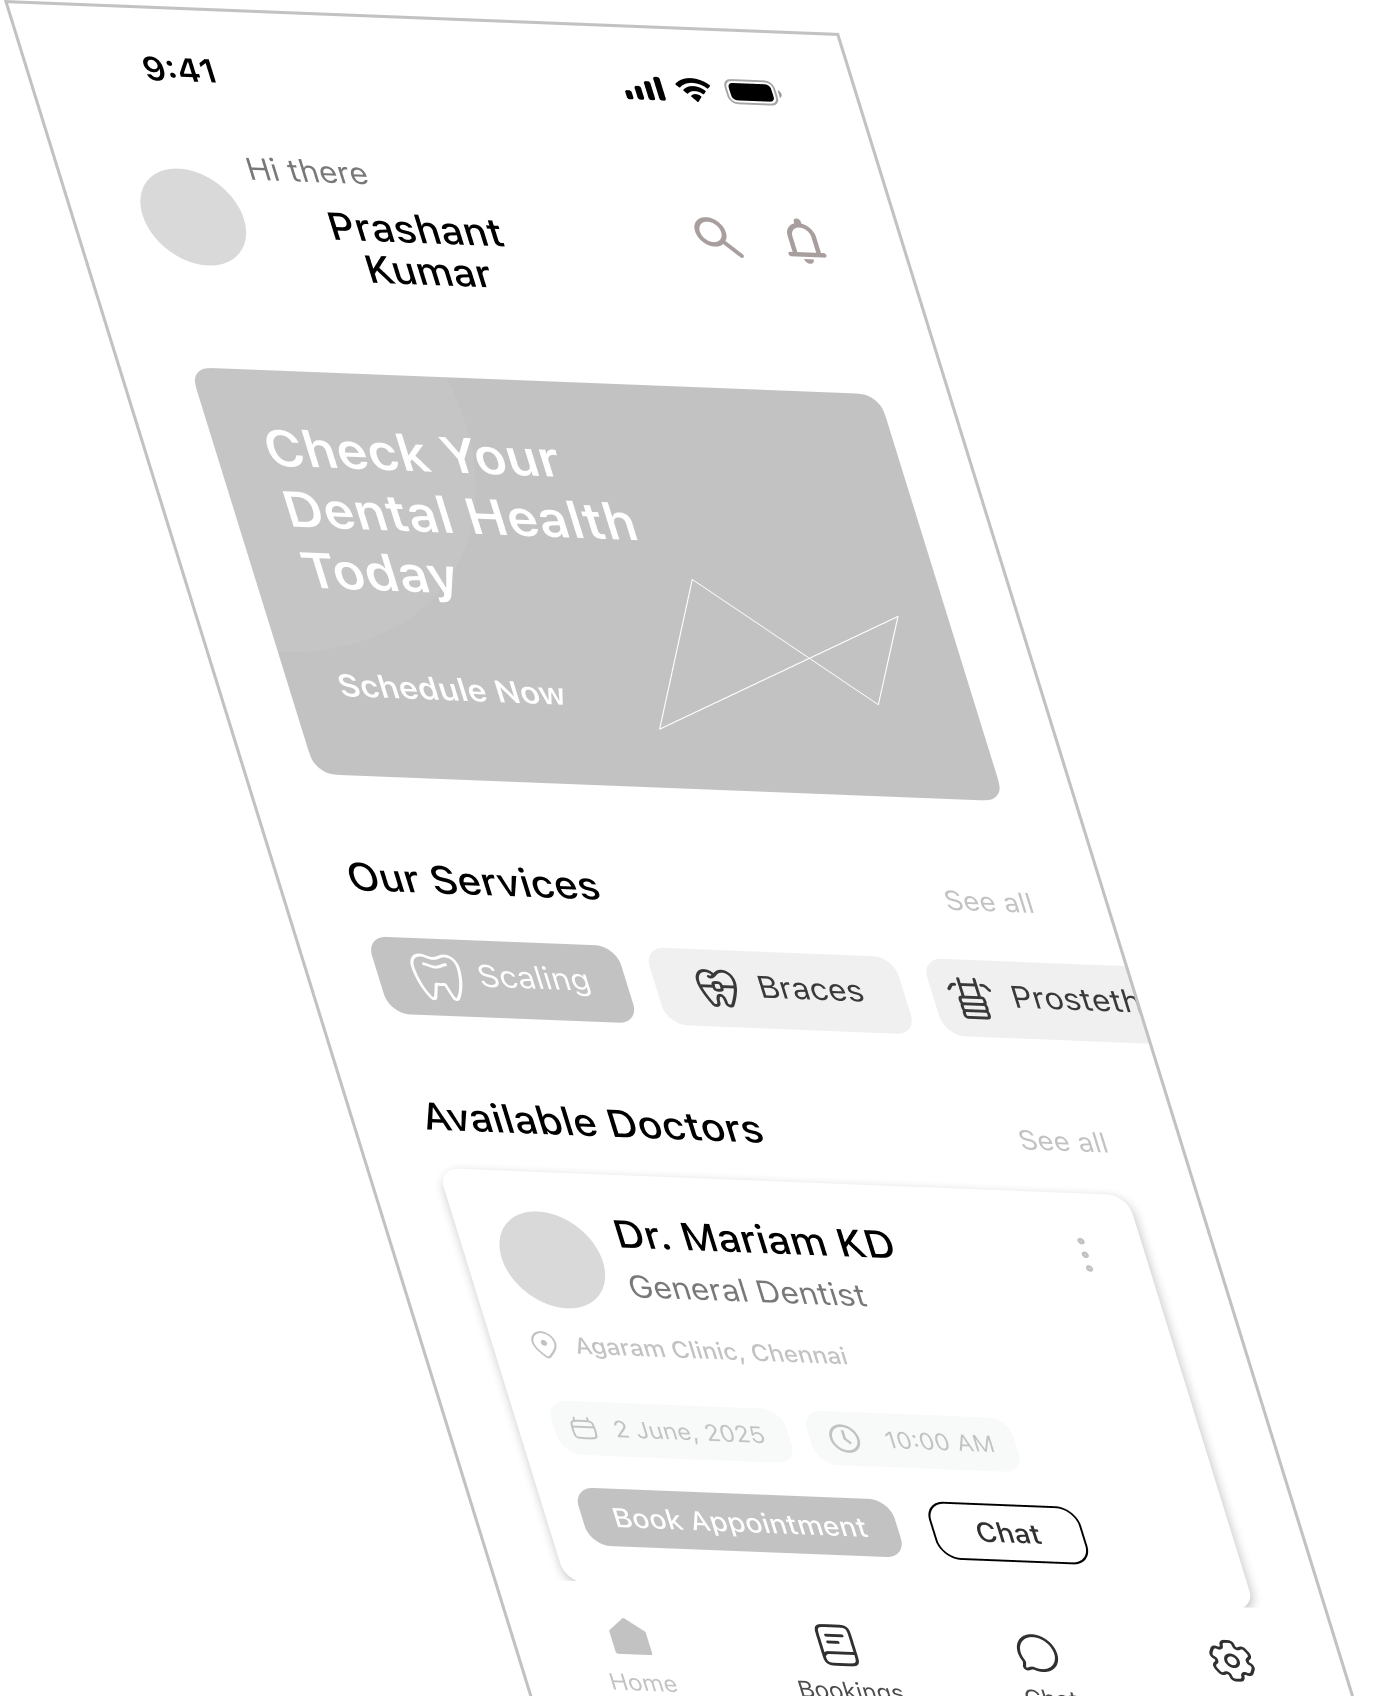 9:41
Hi there
Prashant
Kumar
Check Your
Dental Health
Today
Schedule Now
Our Services
See all
Scaling
Braces
Prosteth
Available Doctors
See all
Dr. Mariam KD
General Dentist
Agaram Clinic, Chennai
2 June, 2025
10:00 AM
Book Appointment
Chat
Home
Bookings
Chat